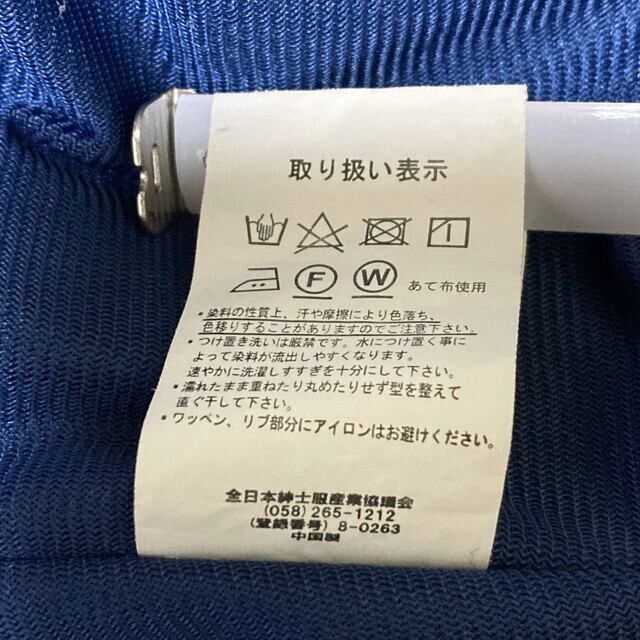 取り扱い表示
F W あて布使用
・染料の性質上、汗や摩擦により色落ち、
色移りすることがありますのでご注意下さい。
・つけ置き洗いは厳禁です。水につけ置く事に
よって染料が流出しやすくなります。
速やかに洗濯しすすぎを十分にして下さい。
・濡れたまま重ねたり丸めたりせず型を整えて
直ぐ干して下さい。
・ワッペン、リブ部分にアイロンはお避けください。
全日本紳士服産業協議会
(058) 265-1212
(登録番号) 8-0263
中国製